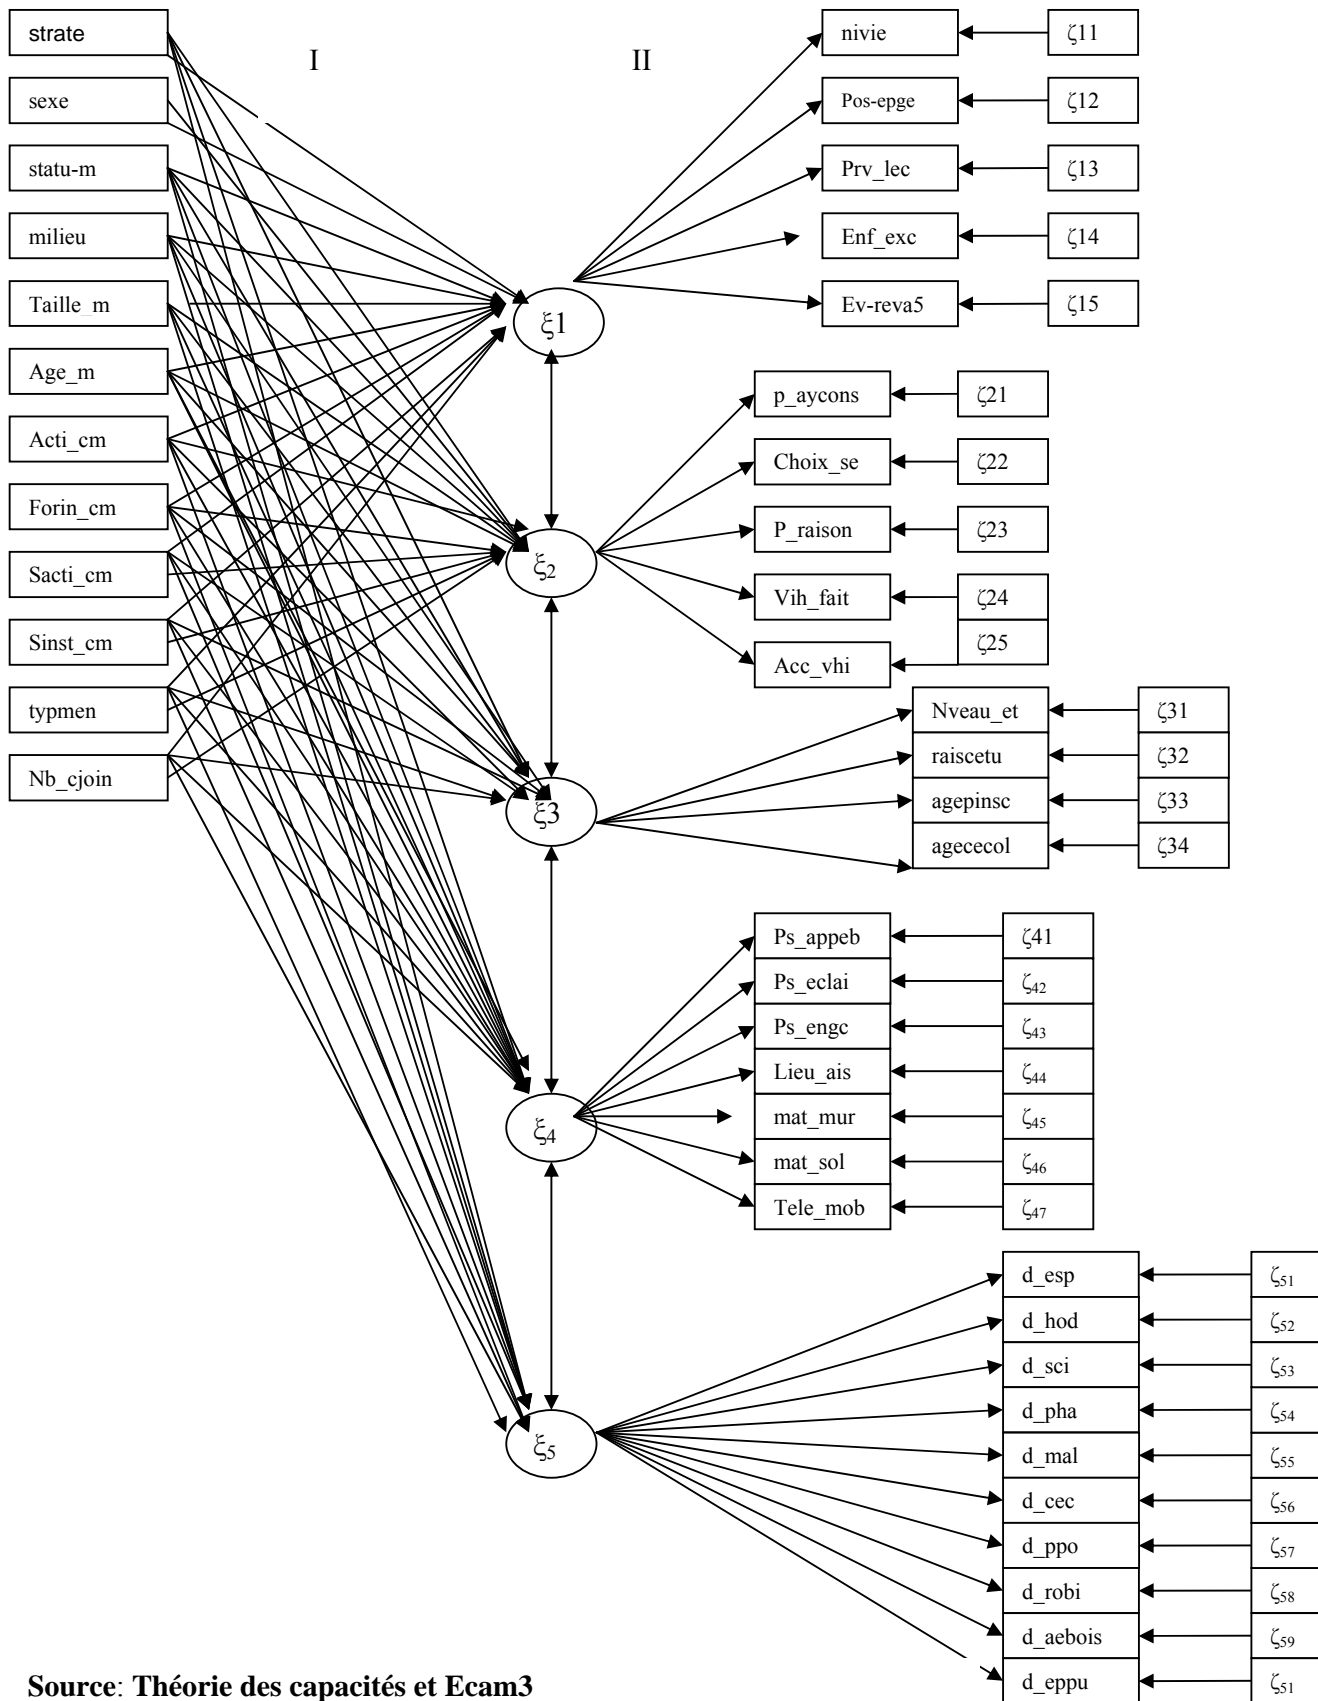 strate
sexe
statu-m
milieu
Taille_m
Age_m
Acti_cm
Forin_cm
Sacti_cm
Sinst_cm
typmen
Nb_cjoin
I
II
ξ1
ξ2
ξ3
ξ4
ξ5
nivie ζ11
Pos-epge ζ12
Prv_lec ζ13
Enf_exc ζ14
Ev-reva5 ζ15
p_aycons ζ21
Choix_se ζ22
P_raison ζ23
Vih_fait ζ24
Acc_vhi ζ25
Nveau_et ζ31
raiscetu ζ32
agepinsc ζ33
agececol ζ34
Ps_appeb ζ41
Ps_eclai ζ42
Ps_engc ζ43
Lieu_ais ζ44
mat_mur ζ45
mat_sol ζ46
Tele_mob ζ47
d_esp ζ51
d_hod ζ52
d_sci ζ53
d_pha ζ54
d_mal ζ55
d_cec ζ56
d_ppo ζ57
d_robi ζ58
d_aebois ζ59
d_eppu ζ51
Source: Théorie des capacités et Ecam3